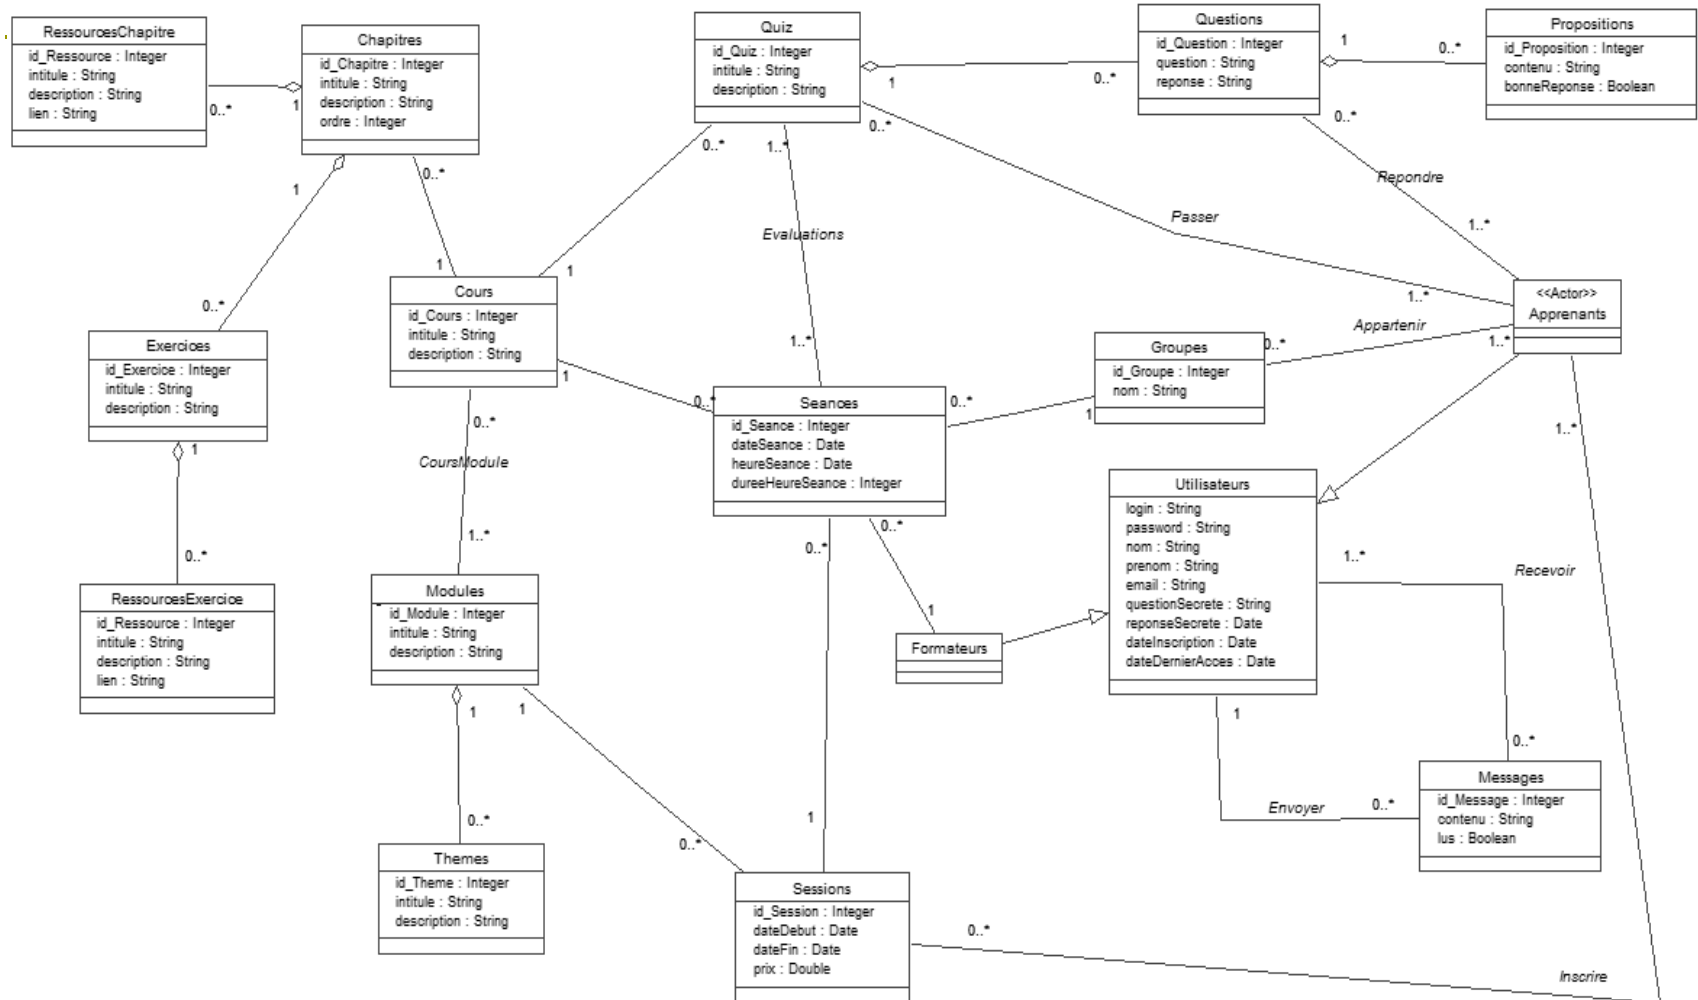 RessourcesChapitre
id_Ressource : Integer
intitule : String
description : String
lien : String
0..*
1
Chapitres
id_Chapitre : Integer
intitule : String
description : String
ordre : Integer
1
0..*
0..*
1
Quiz
id_Quiz : Integer
intitule : String
description : String
1
0..*
0..*
1..*
0..*
1
Questions
id_Question : Integer
question : String
reponse : String
1
0..*
0..*
Propositions
id_Proposition : Integer
contenu : String
bonneReponse : Boolean
Repondre
1..*
Passer
1..*
Evaluations
1..*
<<Actor>>
Apprenants
Appartenir
0..*
1..*
1..*
Exercices
id_Exercice : Integer
intitule : String
description : String
1
0..*
Cours
id_Cours : Integer
intitule : String
description : String
1
0..*
0..*
CoursModule
1..*
Groupes
id_Groupe : Integer
nom : String
0..*
1
Seances
id_Seance : Integer
dateSeance : Date
heureSeance : Date
dureeHeureSeance : Integer
0..*
0..*
1
1
Utilisateurs
login : String
password : String
nom : String
prenom : String
email : String
questionSecrete : String
reponseSecrete : Date
dateInscription : Date
dateDernierAcces : Date
1..*
Recevoir
0..*
1
Envoyer
0..*
RessourcesExercice
id_Ressource : Integer
intitule : String
description : String
lien : String
Modules
id_Module : Integer
intitule : String
description : String
1
1
0..*
0..*
Formateurs
Messages
id_Message : Integer
contenu : String
lus : Boolean
Themes
id_Theme : Integer
intitule : String
description : String
Sessions
id_Session : Integer
dateDebut : Date
dateFin : Date
prix : Double
0..*
Inscrire